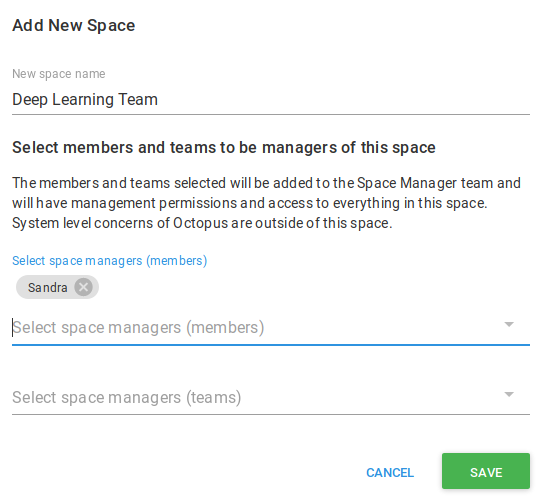 Add New Space
New space name
Deep Learning Team
Select members and teams to be managers of this space
The members and teams selected will be added to the Space Manager team and
will have management permissions and access to everything in this space.
System level concerns of Octopus are outside of this space.
Select space managers (members)
Sandra
Select space managers (members)
Select space managers (teams)
CANCEL SAVE